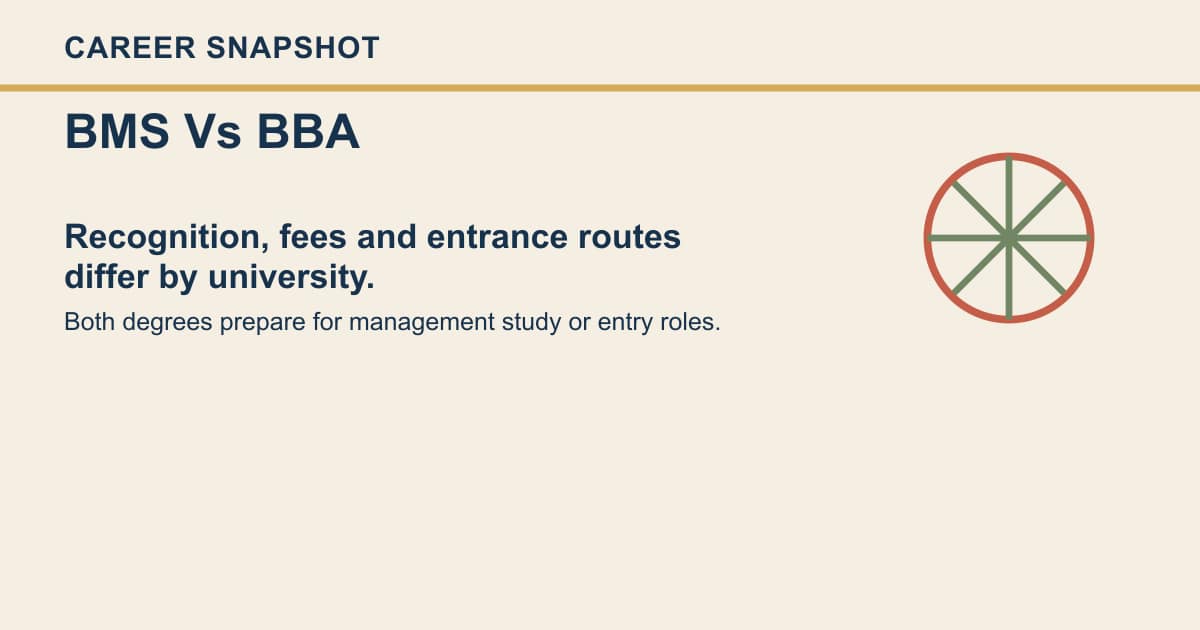 CAREER SNAPSHOT
BMS Vs BBA
Recognition, fees and entrance routes
differ by university.
Both degrees prepare for management study or entry roles.